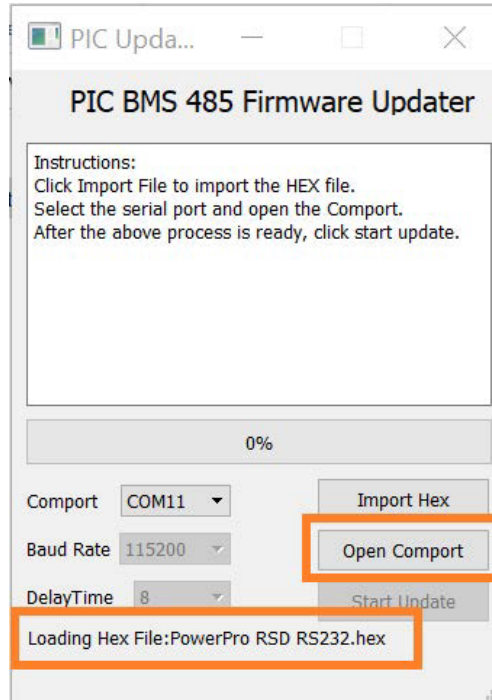 PIC Upda...
PIC BMS 485 Firmware Updater
Instructions:
Click Import File to import the HEX file.
Select the serial port and open the Comport.
After the above process is ready, click start update.
0%
Comport COM11 Import Hex
Baud Rate 115200 Open Comport
DelayTime 8 Start Update
Loading Hex File:PowerPro RSD RS232.hex